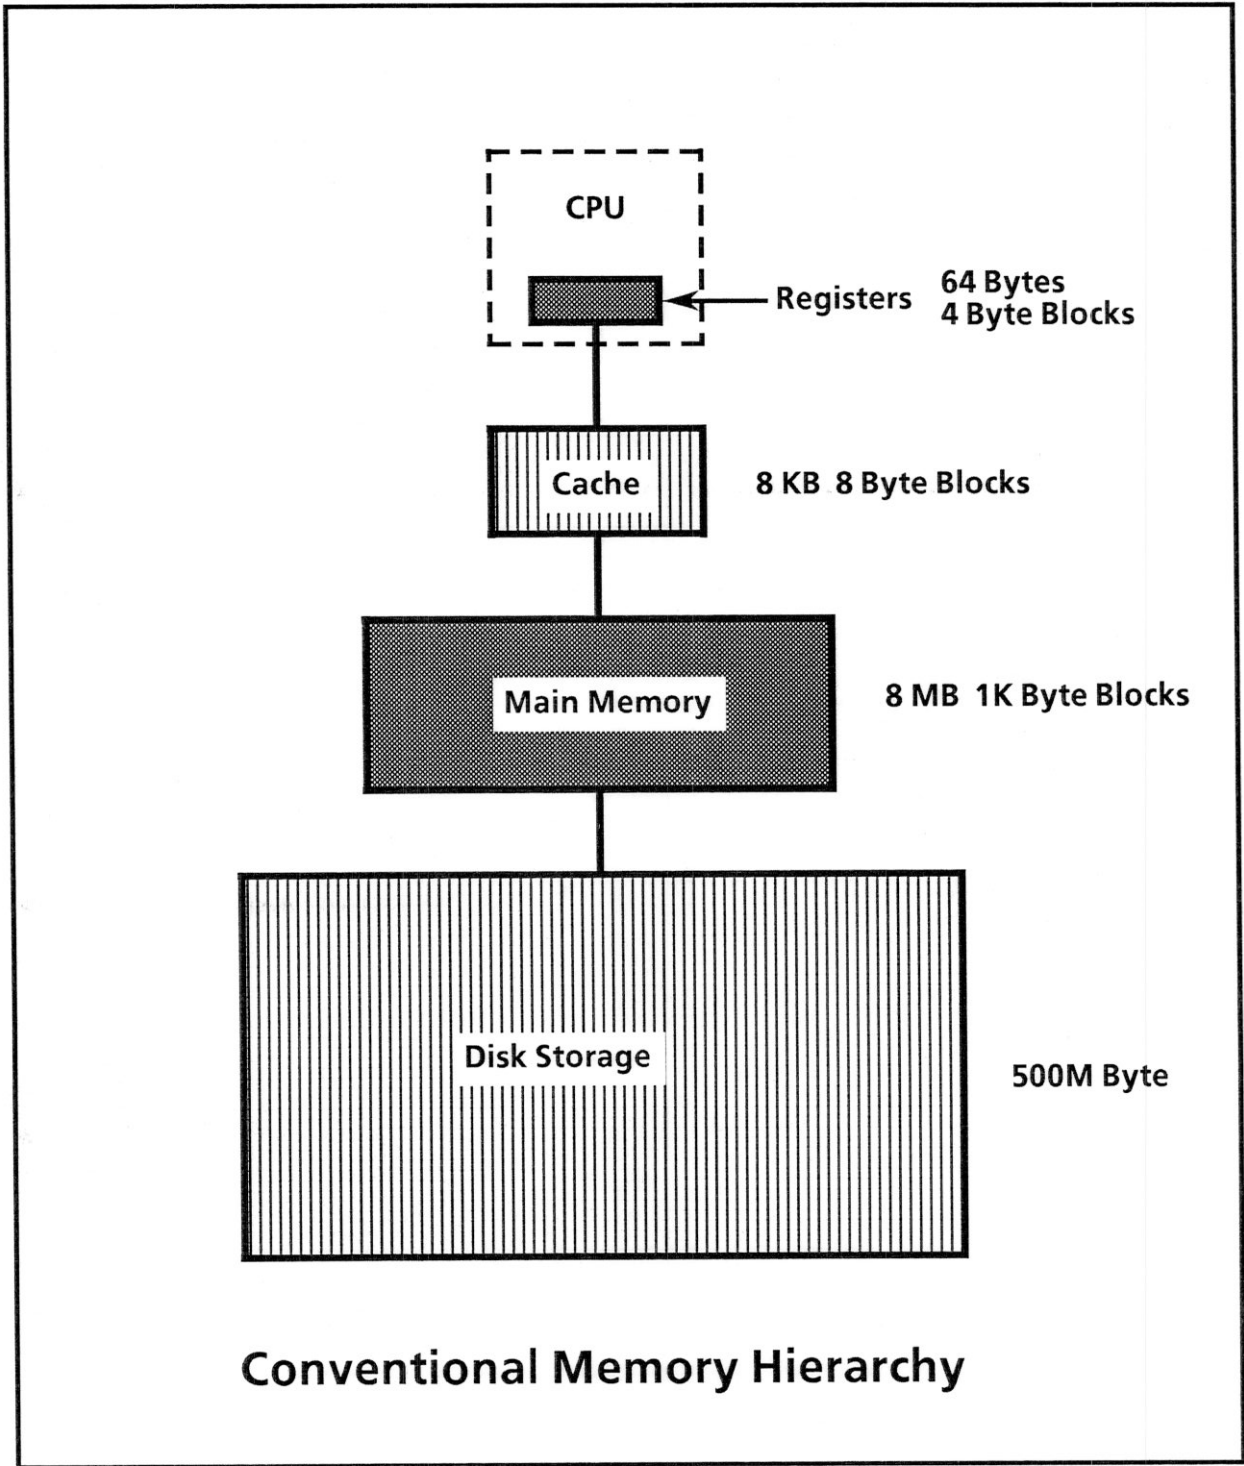 CPU
Registers
64 Bytes
4 Byte Blocks
Cache
8 KB 8 Byte Blocks
Main Memory
8 MB 1K Byte Blocks
Disk Storage
500M Byte
Conventional Memory Hierarchy